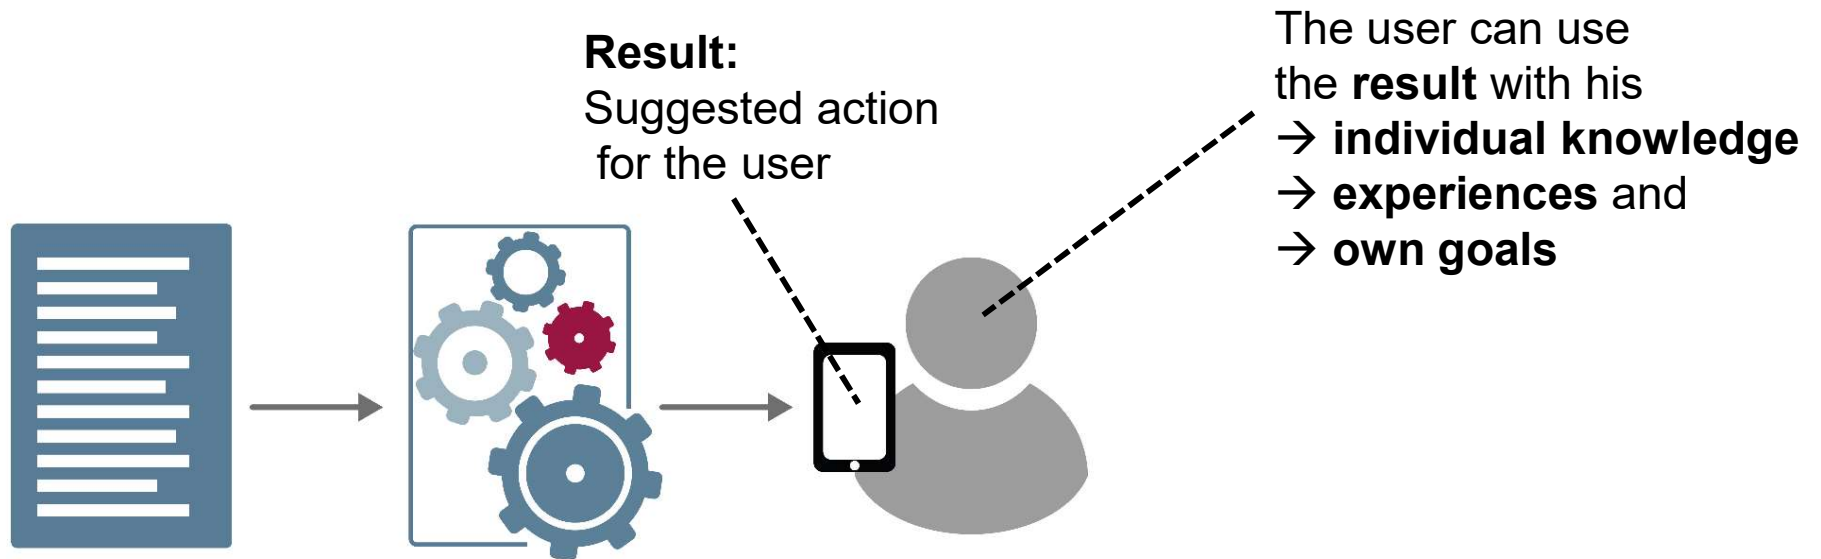 Result:
Suggested action
for the user
The user can use
the result with his
→ individual knowledge
→ experiences and
→ own goals